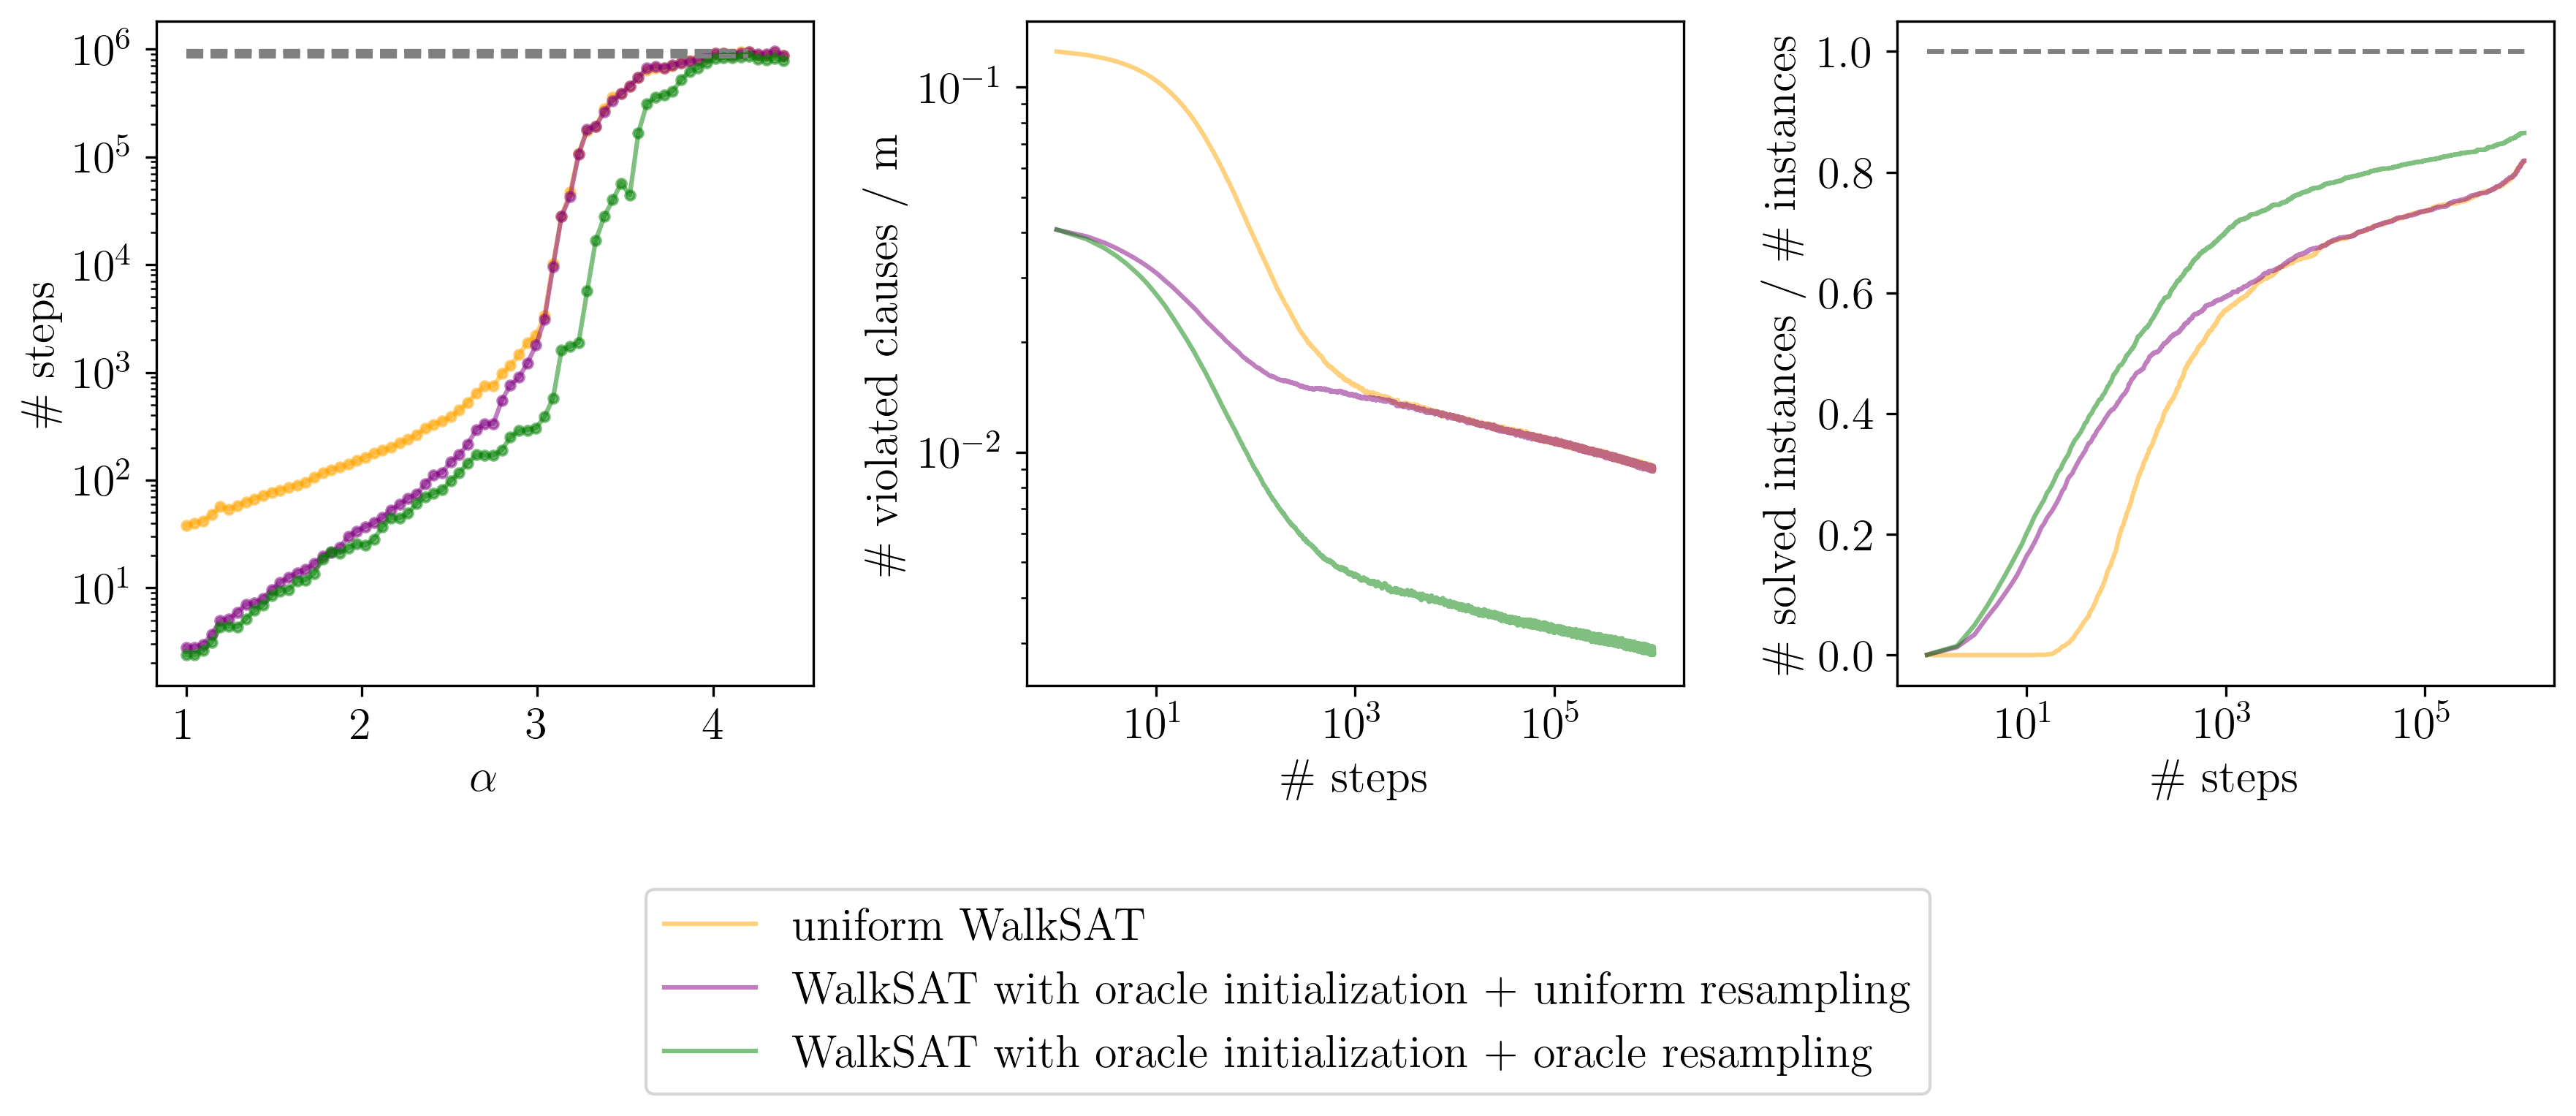 # steps
10^6
10^5
10^4
10^3
10^2
10^1
1 2 3 4
α
# violated clauses / m
10^{-1}
10^{-2}
10^1 10^3 10^5
# steps
# solved instances / # instances
1.0
0.8
0.6
0.4
0.2
0.0
10^1 10^3 10^5
# steps
uniform WalkSAT
WalkSAT with oracle initialization + uniform resampling
WalkSAT with oracle initialization + oracle resampling